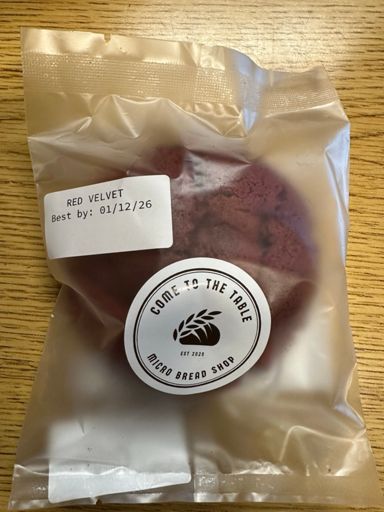 RED VELVET
Best by: 01/12/26
COME TO THE TABLE
EST 2020
MICRO BREAD SHOP